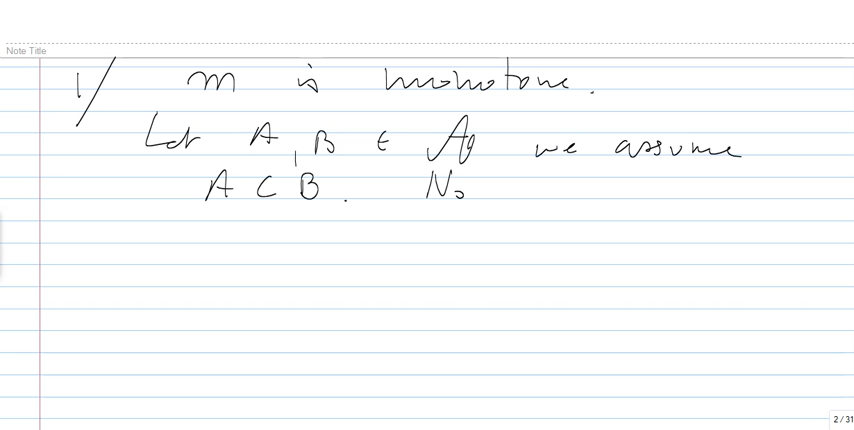 Note Title
1/ m is monotone.
Let A, B ∈ 𝒜 we assume
A ⊂ B. No
2 / 31